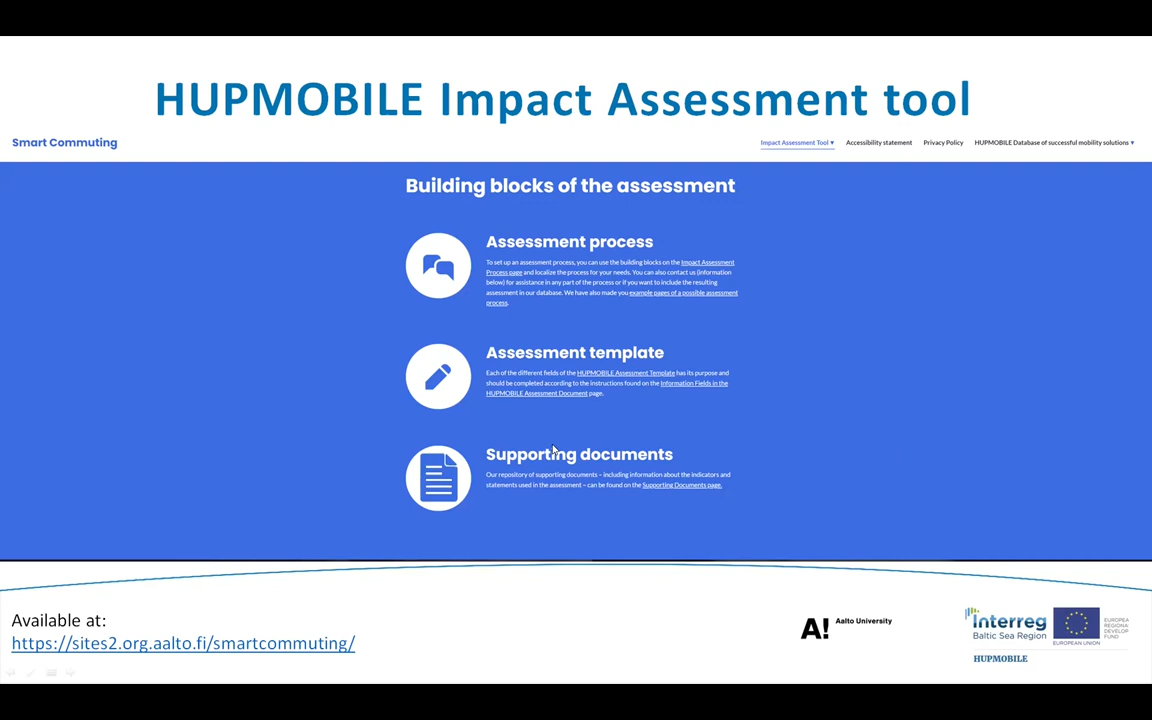 HUPMOBILE Impact Assessment tool
Smart Commuting
Impact Assessment Tool ▾ Accessibility statement Privacy Policy HUPMOBILE Database of successful mobility solutions ▾
Building blocks of the assessment
Assessment process
To set up an assessment process, you can use the building blocks on the Impact Assessment
Process page and localize the process for your needs. You can also contact us (information
below) for assistance in any part of the process or if you want to include the resulting
assessment in our database. We have also made you example pages of a possible assessment
process.
Assessment template
Each of the different fields of the HUPMOBILE Assessment Template has its purpose and
should be completed according to the instructions found on the Information Fields in the
HUPMOBILE Assessment Document page.
Supporting documents
Our repository of supporting documents – including information about the indicators and
statements used in the assessment – can be found on the Supporting Documents page.
Available at:
https://sites2.org.aalto.fi/smartcommuting/
A! Aalto University
Interreg
Baltic Sea Region
EUROPEAN UNION
EUROPEA
REGIONAL
DEVELOP
FUND
HUPMOBILE